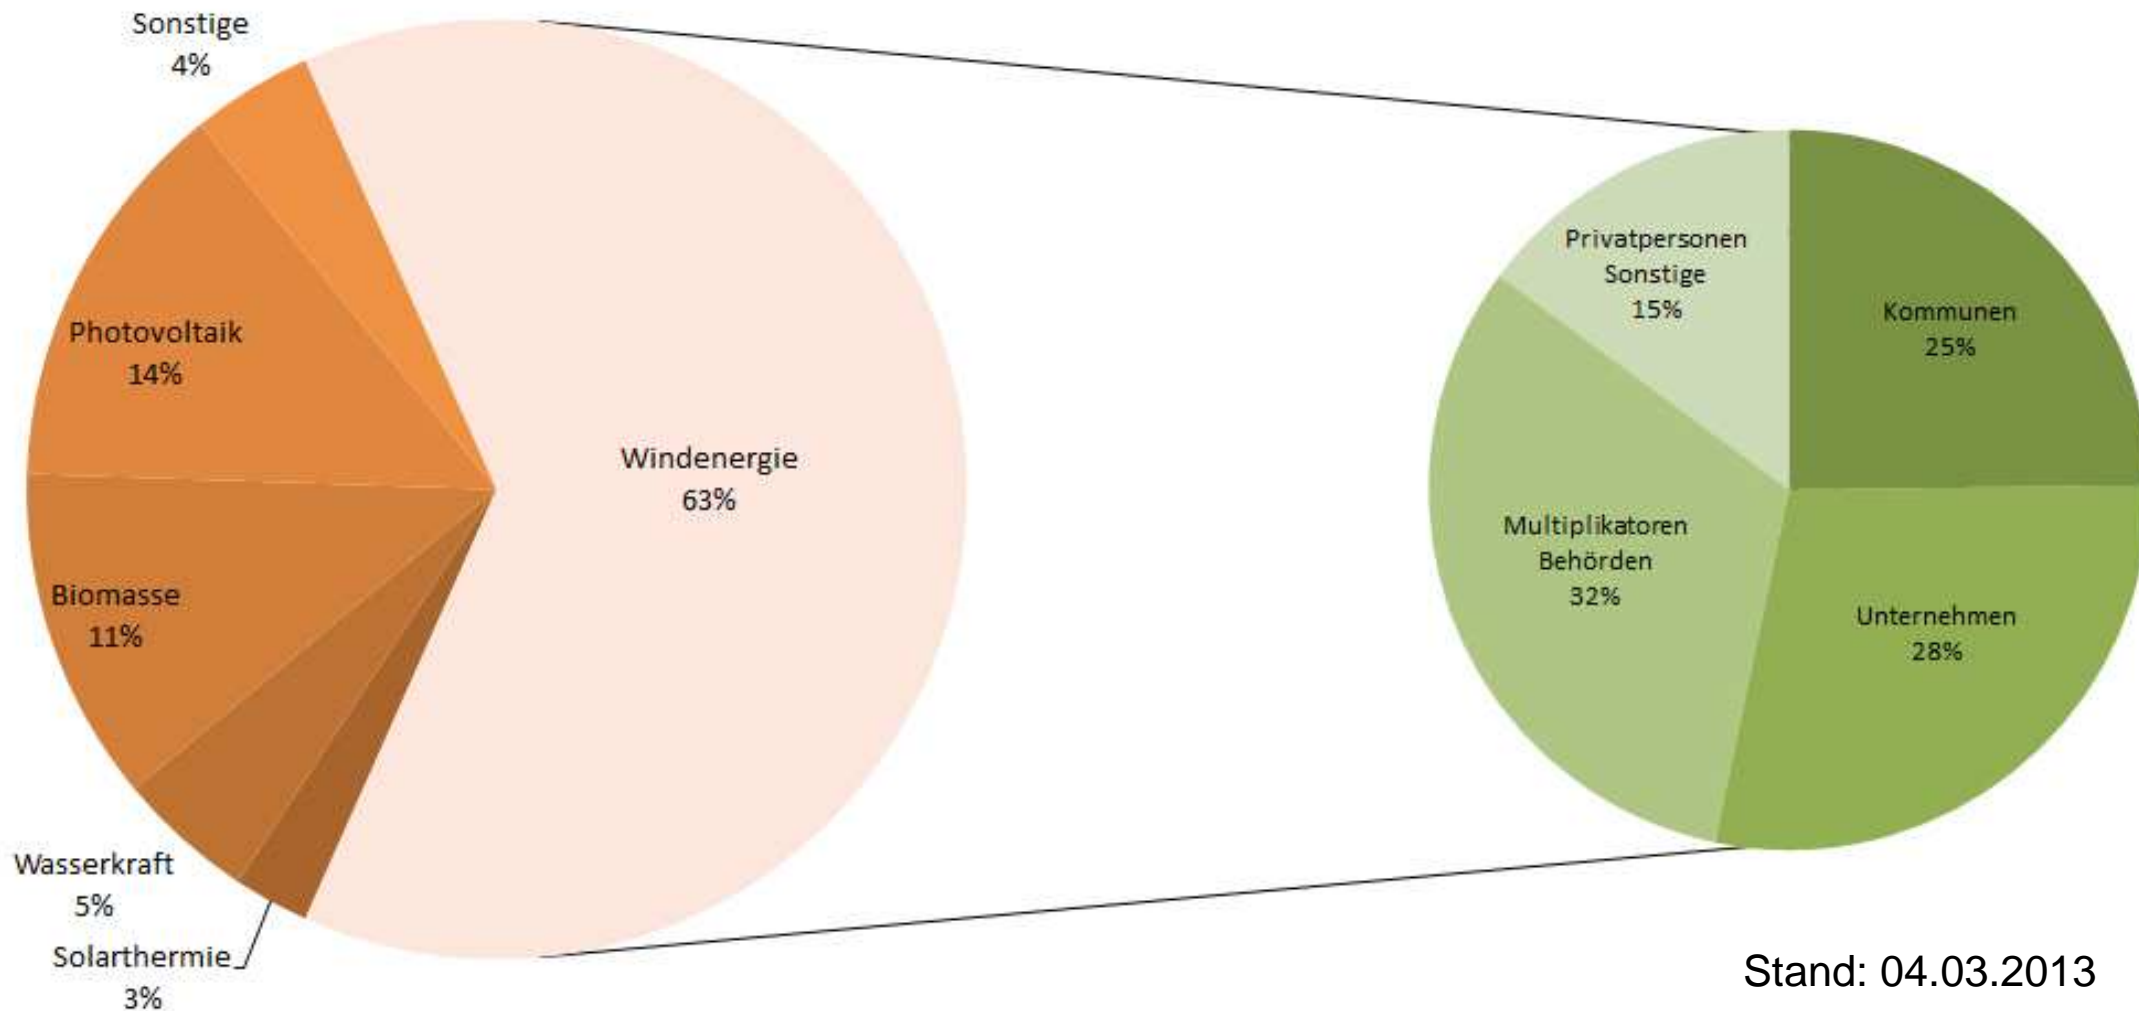 Sonstige
4%
Photovoltaik
14%
Biomasse
11%
Wasserkraft
5%
Solarthermie
3%
Windenergie
63%
Privatpersonen
Sonstige
15%
Kommunen
25%
Multiplikatoren
Behörden
32%
Unternehmen
28%
Stand: 04.03.2013